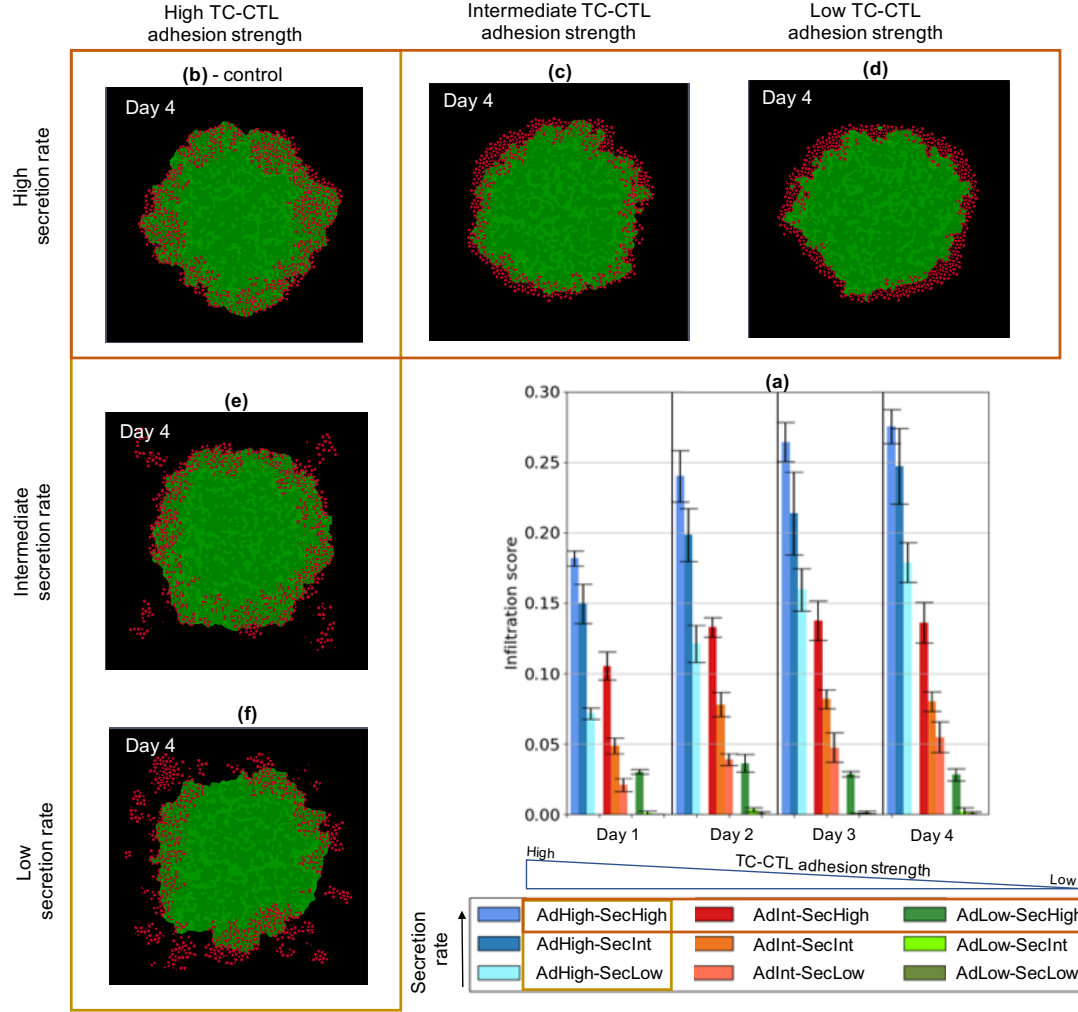 High TC-CTL
adhesion strength
Intermediate TC-CTL
adhesion strength
Low TC-CTL
adhesion strength
High
secretion rate
(b) - control
Day 4
(c)
Day 4
(d)
Day 4
Intermediate
secretion rate
(e)
Day 4
Low
secretion rate
(f)
Day 4
(a)
Infiltration score
0.30
0.25
0.20
0.15
0.10
0.05
0.00
Day 1 Day 2 Day 3 Day 4
High
TC-CTL adhesion strength
Low
Secretion
rate
AdHigh-SecHigh AdInt-SecHigh AdLow-SecHigh
AdHigh-SecInt AdInt-SecInt AdLow-SecInt
AdHigh-SecLow AdInt-SecLow AdLow-SecLow